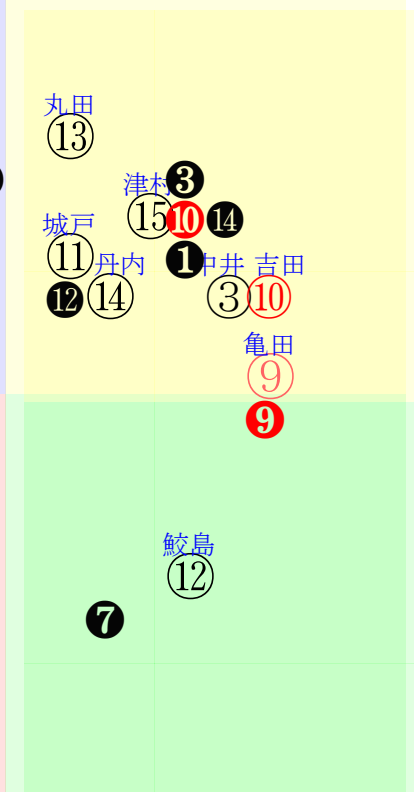 丸田
⑬
津村
❸
⑮
❿
⓮
城戸
⑪
丹内
❶
中井
吉田
⓬
⑭
③
⑩
亀田
⑨
❾
鮫島
⑫
❼